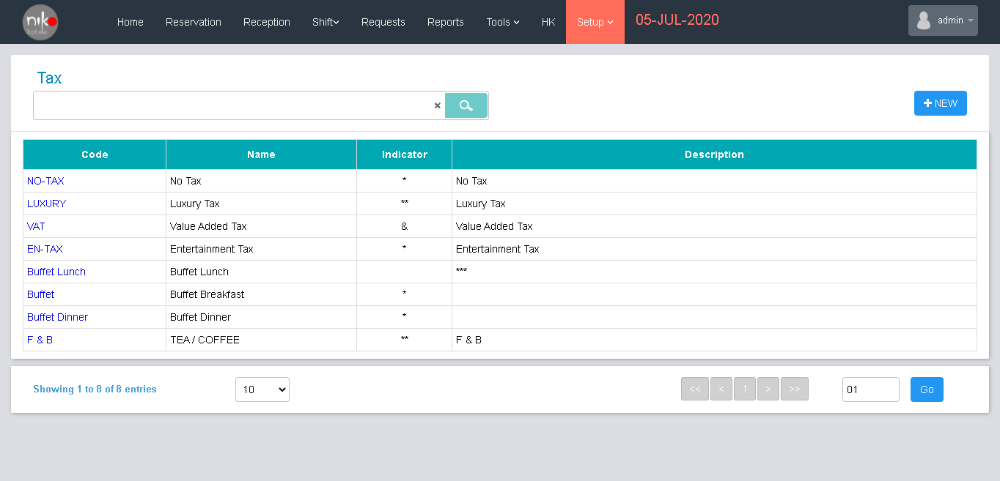 niko
hotels
Home Reservation Reception Shift Requests Reports Tools HK Setup 05-JUL-2020 admin
Tax
× NEW
Code Name Indicator Description
NO-TAX No Tax * No Tax
LUXURY Luxury Tax ** Luxury Tax
VAT Value Added Tax & Value Added Tax
EN-TAX Entertainment Tax * Entertainment Tax
Buffet Lunch Buffet Lunch ***
Buffet Buffet Breakfast *
Buffet Dinner Buffet Dinner *
F & B TEA / COFFEE ** F & B
Showing 1 to 8 of 8 entries 10 << < 1 > >> 01 Go